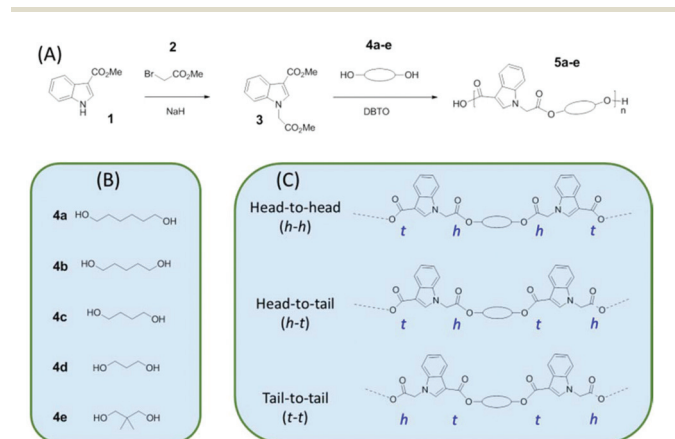 (A)
2
4a-e
5a-e
CO₂Me
Br CO₂Me
CO₂Me
HO OH
O
N
H
1
NaH
N
3
CO₂Me
DBTO
HO
O
N
O
O
O
H
n
(B)
4a HO OH
4b HO OH
4c HO OH
4d HO OH
4e HO OH
(C)
Head-to-head
(h-h)
O N O O O O N O O
t h h t
Head-to-tail
(h-t)
O O N O O O O N O O
t h t h
Tail-to-tail
(t-t)
O O N O O O O N O O
h t t h